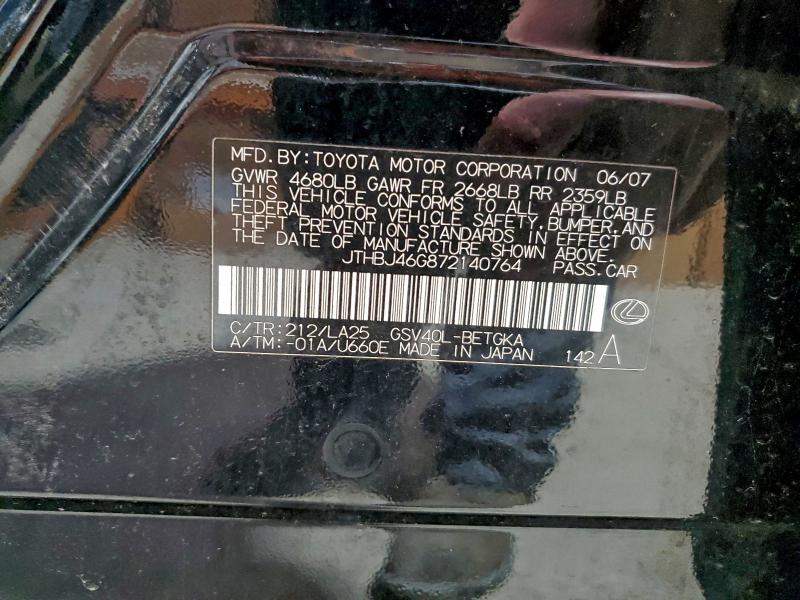 MFD. BY: TOYOTA MOTOR CORPORATION 06/07
GVWR 4680LB GAWR FR 2668LB RR 2359LB
THIS VEHICLE CONFORMS TO ALL APPLICABLE
FEDERAL MOTOR VEHICLE SAFETY, BUMPER, AND
THEFT PREVENTION STANDARDS IN EFFECT ON
THE DATE OF MANUFACTURE SHOWN ABOVE.
JTHBJ46G872140764 PASS. CAR
C/TR: 212/LA25 GSV40L-BETGKA
A/TM: -01A/U660E MADE IN JAPAN 142 A